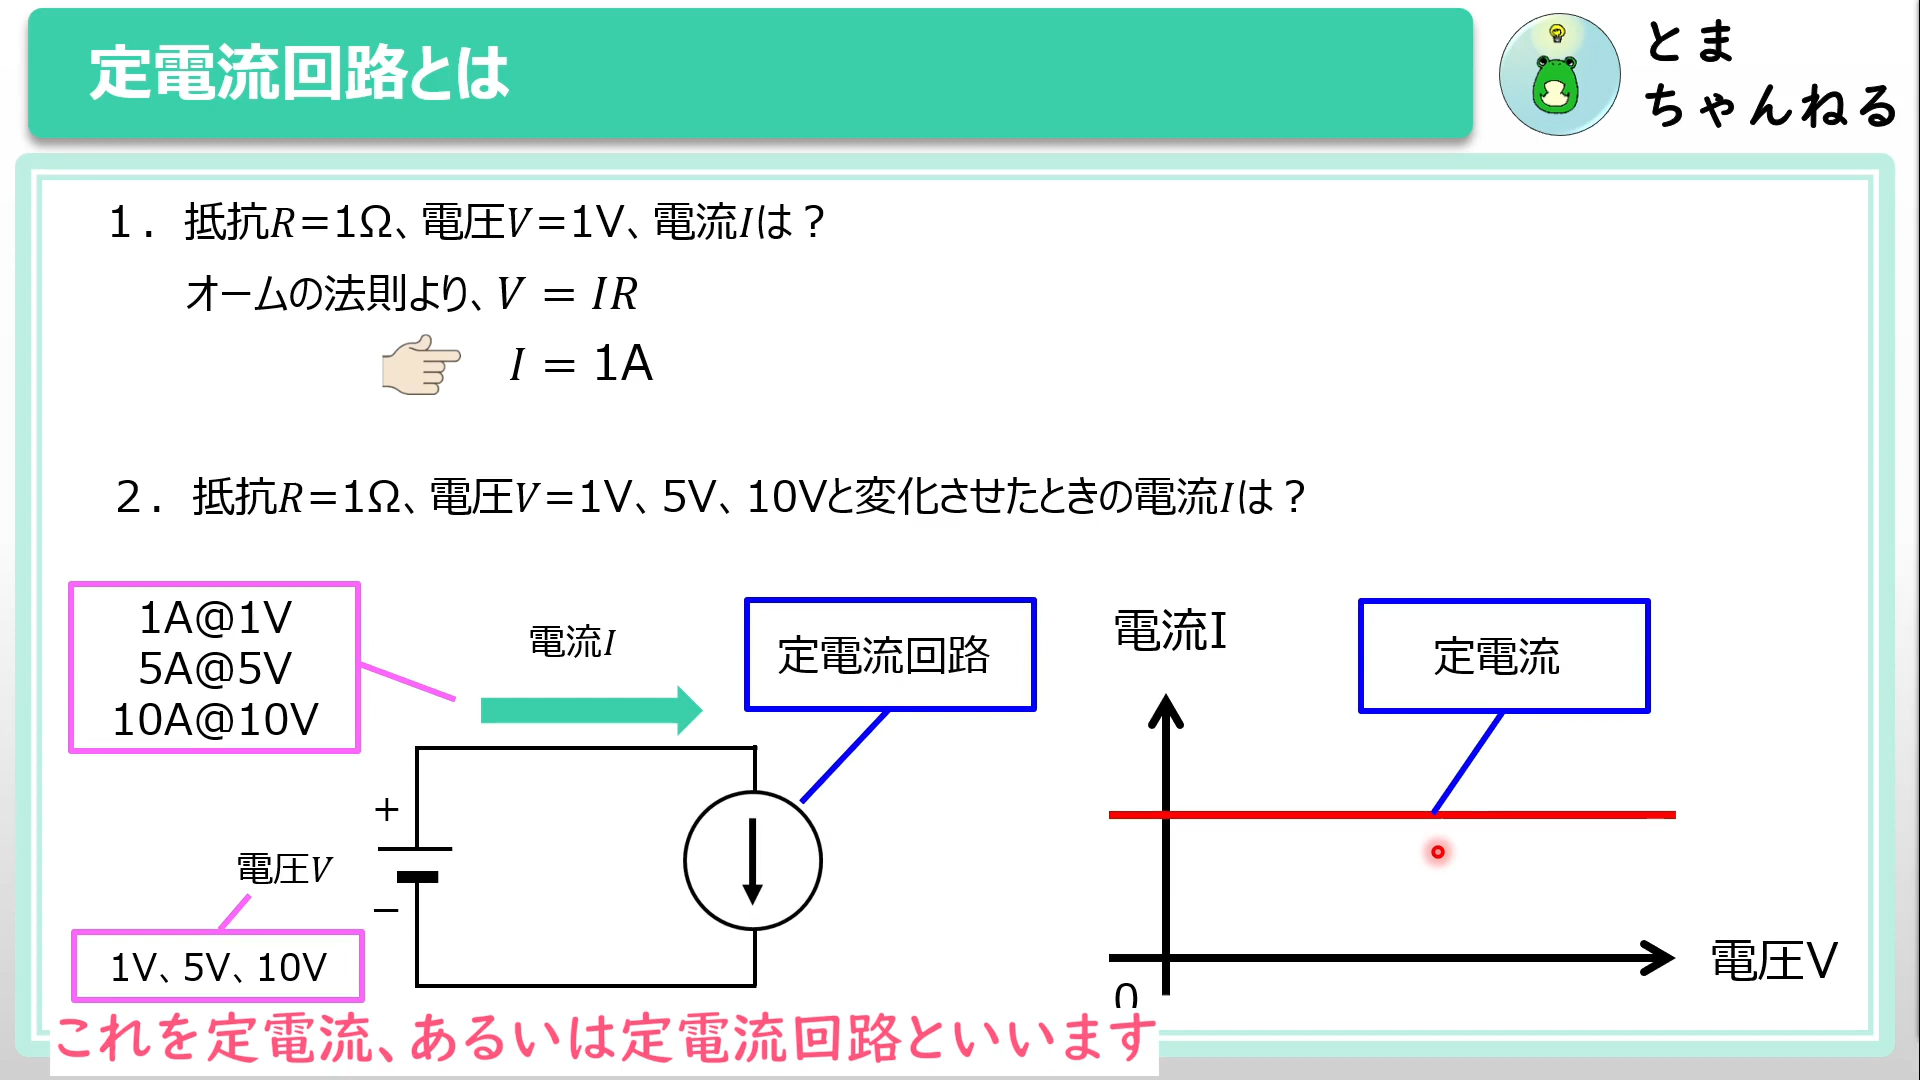 定電流回路とは
とま
ちゃんねる
1． 抵抗R＝1Ω、電圧V＝1V、電流Iは？
オームの法則より、V = IR
I = 1A
2． 抵抗R＝1Ω、電圧V＝1V、5V、10Vと変化させたときの電流Iは？
1A@1V
5A@5V
10A@10V
電流I
定電流回路
電流I
定電流
＋
電圧V
－
1V、5V、10V
電圧V
0
これを定電流、あるいは定電流回路といいます